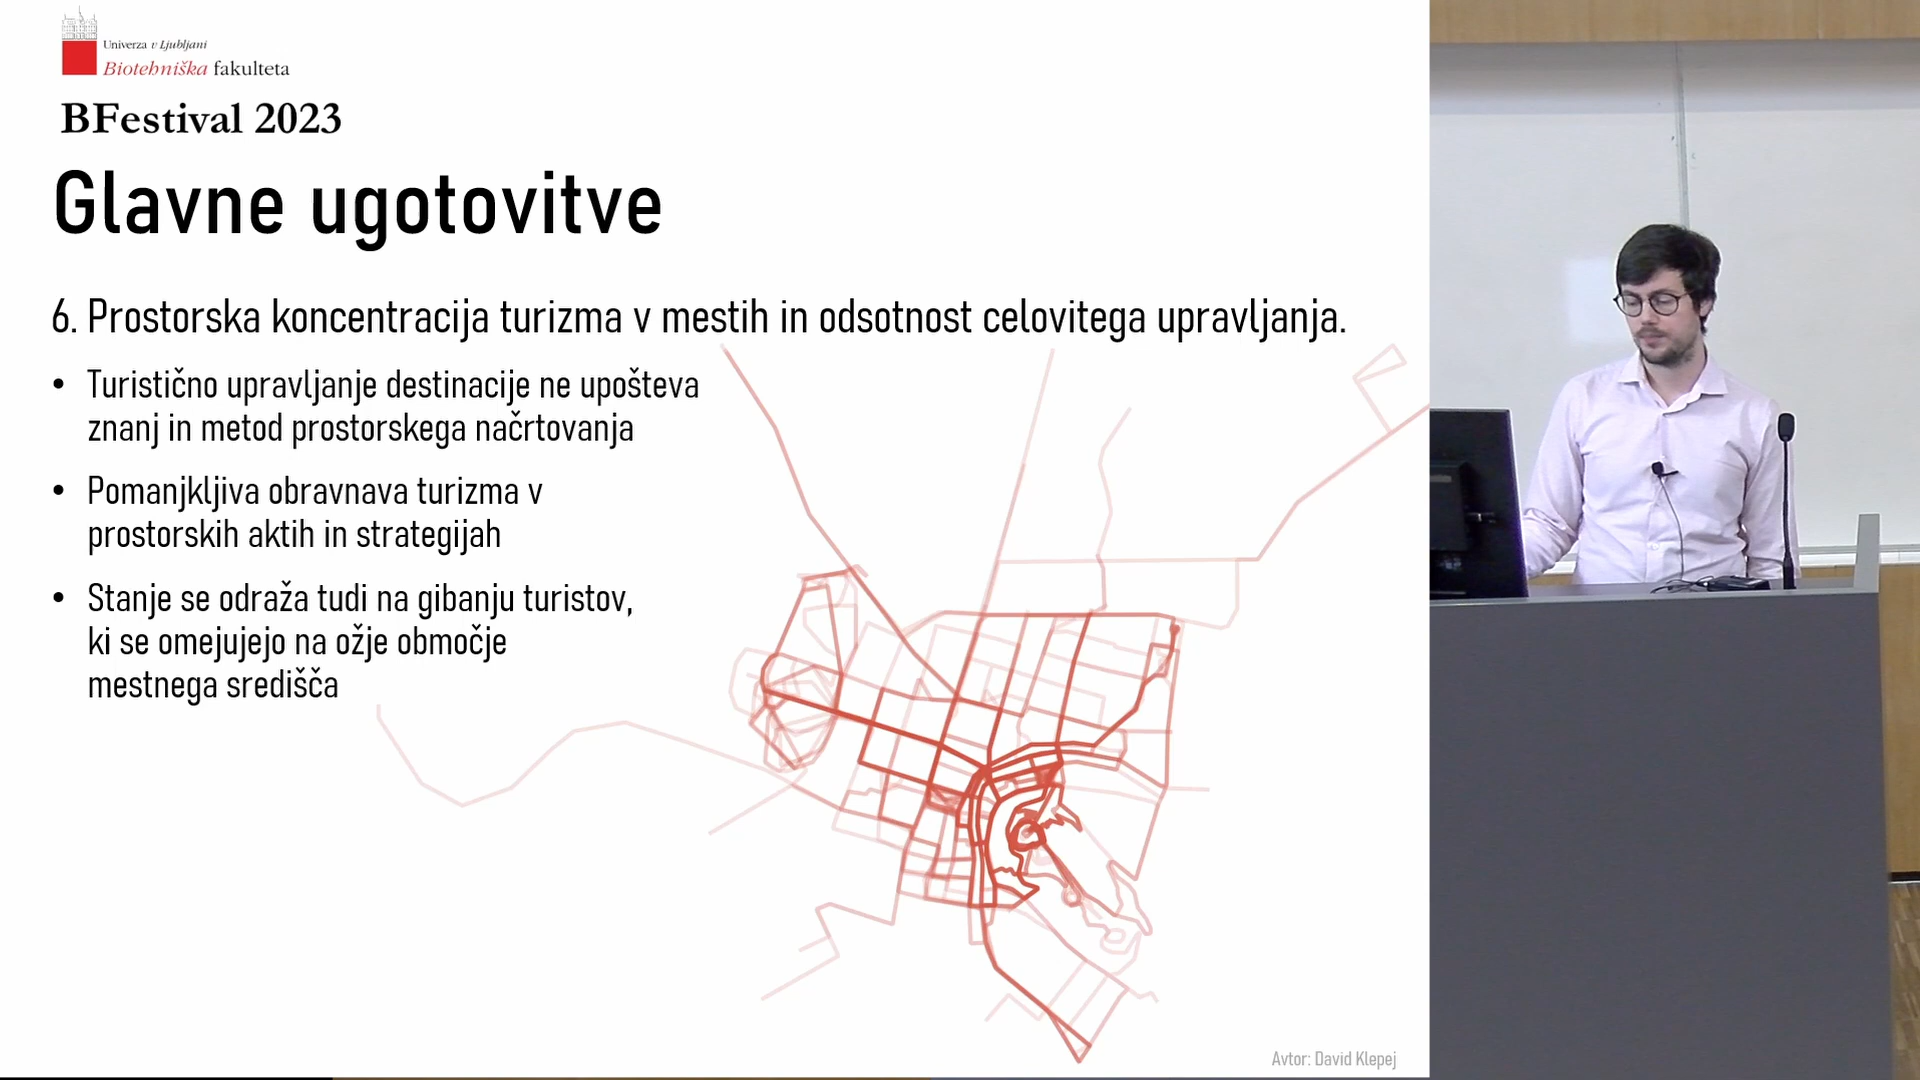 Univerza v Ljubljani
Biotehniška fakulteta
BFestival 2023
Glavne ugotovitve
6. Prostorska koncentracija turizma v mestih in odsotnost celovitega upravljanja.
• Turistično upravljanje destinacije ne upošteva
znanj in metod prostorskega načrtovanja
• Pomanjkljiva obravnava turizma v
prostorskih aktih in strategijah
• Stanje se odraža tudi na gibanju turistov,
ki se omejujejo na ožje območje
mestnega središča
Avtor: David Klepej